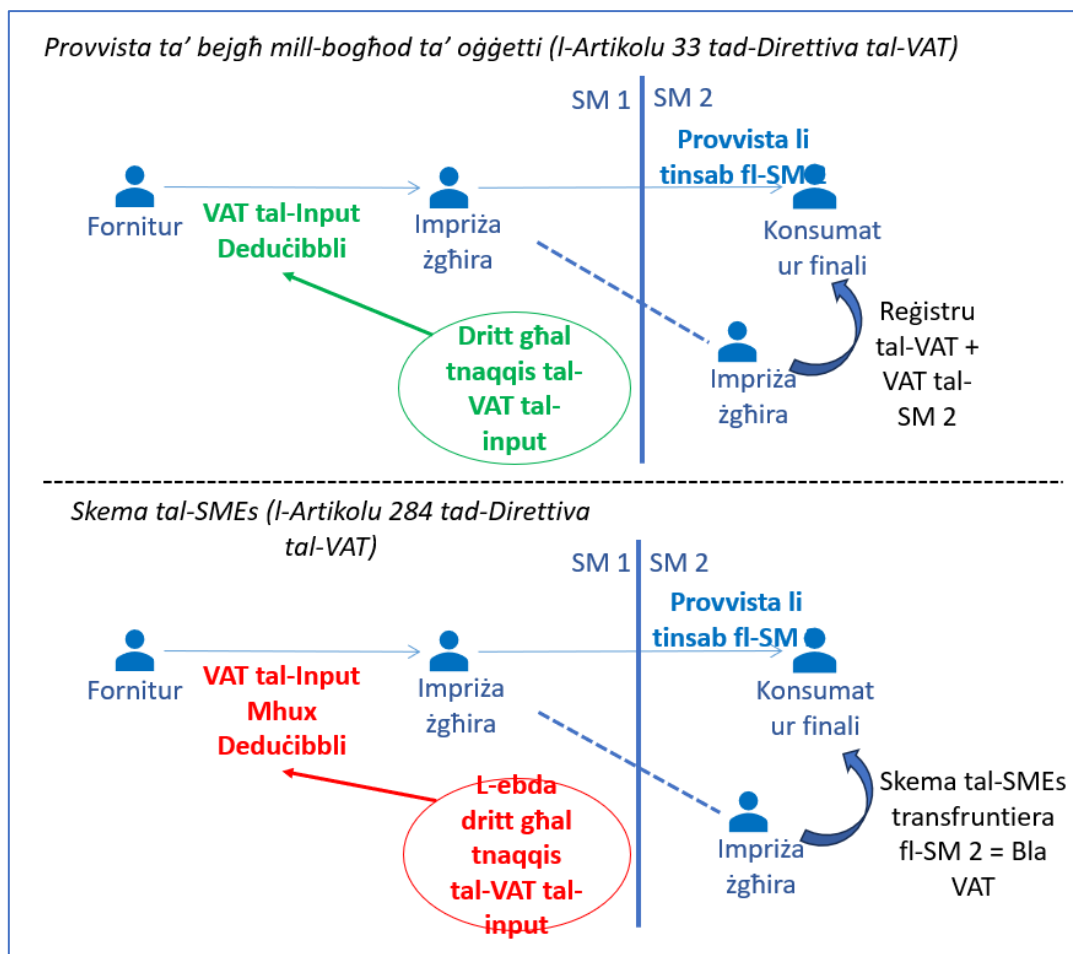 Provvista ta’ bejgħ mill-bogħod ta’ oġġetti (l-Artikolu 33 tad-Direttiva tal-VAT)
SM 1
SM 2
Provvista li
tinsab fl-SM
Fornitur
VAT tal-Input
Deduċibbli
Impriża
żgħira
Konsumat
ur finali
Dritt għal
tnaqqis tal-
VAT tal-
input
Impriża
żgħira
Reġistru
tal-VAT +
VAT tal-
SM 2
Skema tal-SMEs (l-Artikolu 284 tad-Direttiva
tal-VAT)
SM 1
SM 2
Provvista li
tinsab fl-SM
Fornitur
VAT tal-Input
Mhux
Deduċibbli
Impriża
żgħira
Konsumat
ur finali
L-ebda
dritt għal
tnaqqis
tal-VAT tal-
input
Impriża
żgħira
Skema tal-SMEs
transfruntiera
fl-SM 2 = Bla
VAT